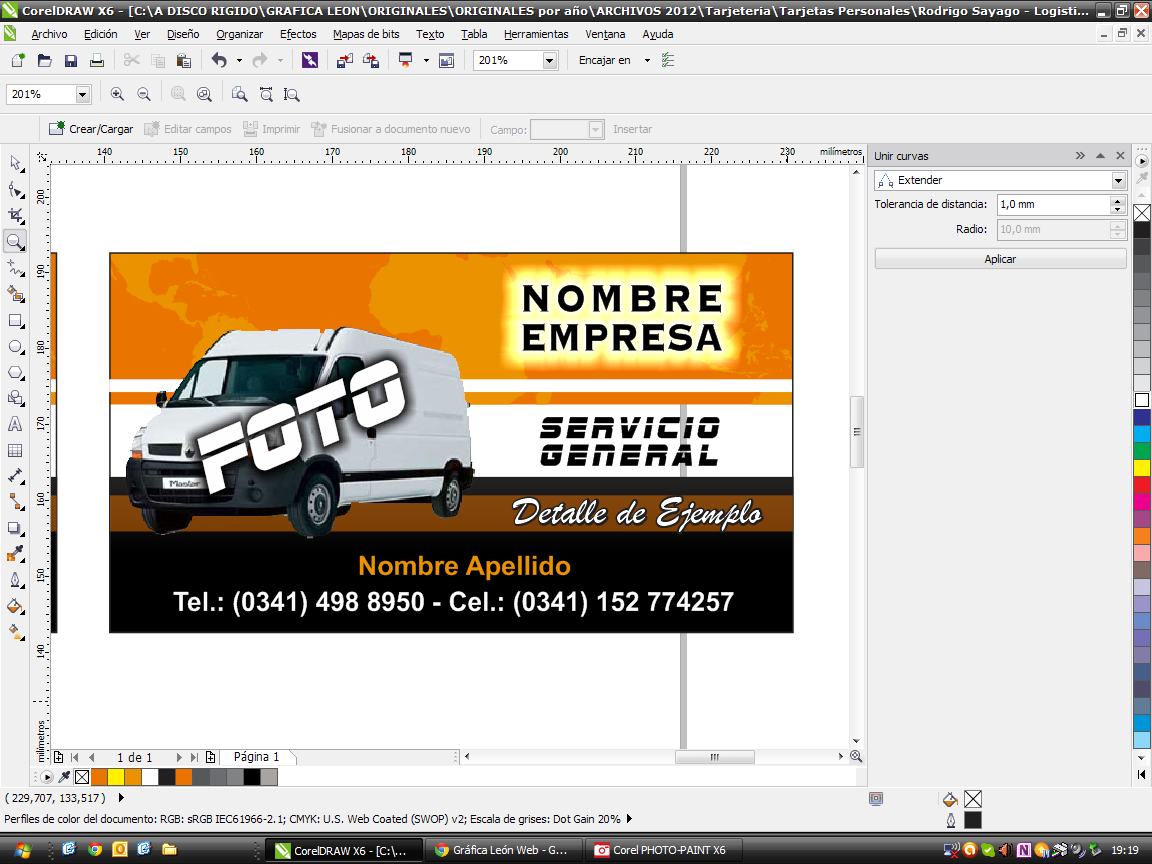 CorelDRAW X6 - [C:\A DISCO RIGIDO\GRAFICA LEON\ORIGINALES\ORIGINALES por año\ARCHIVOS 2012\Tarjeteria\Tarjetas Personales\Rodrigo Sayago - Logisti...
Archivo Edición Ver Diseño Organizar Efectos Mapas de bits Texto Tabla Herramientas Ventana Ayuda
201% Encajar en
201%
Crear/Cargar Editar campos Imprimir Fusionar a documento nuevo Campo: Insertar
140 150 160 170 180 190 200 210 220 230 milímetros
Unir curvas
Extender
Tolerancia de distancia: 1,0 mm
Radio: 10,0 mm
Aplicar
200
190
180
170
160
150
140
milímetros
NOMBRE
EMPRESA
FOTO
SERVICIO
GENERAL
Master
Detalle de Ejemplo
Nombre Apellido
Tel.: (0341) 498 8950 - Cel.: (0341) 152 774257
1 de 1 Página 1
( 229,707, 133,517 )
Perfiles de color del documento: RGB: sRGB IEC61966-2.1; CMYK: U.S. Web Coated (SWOP) v2; Escala de grises: Dot Gain 20%
CorelDRAW X6 - [C:\... Gráfica León Web - G... Corel PHOTO-PAINT X6 19:19